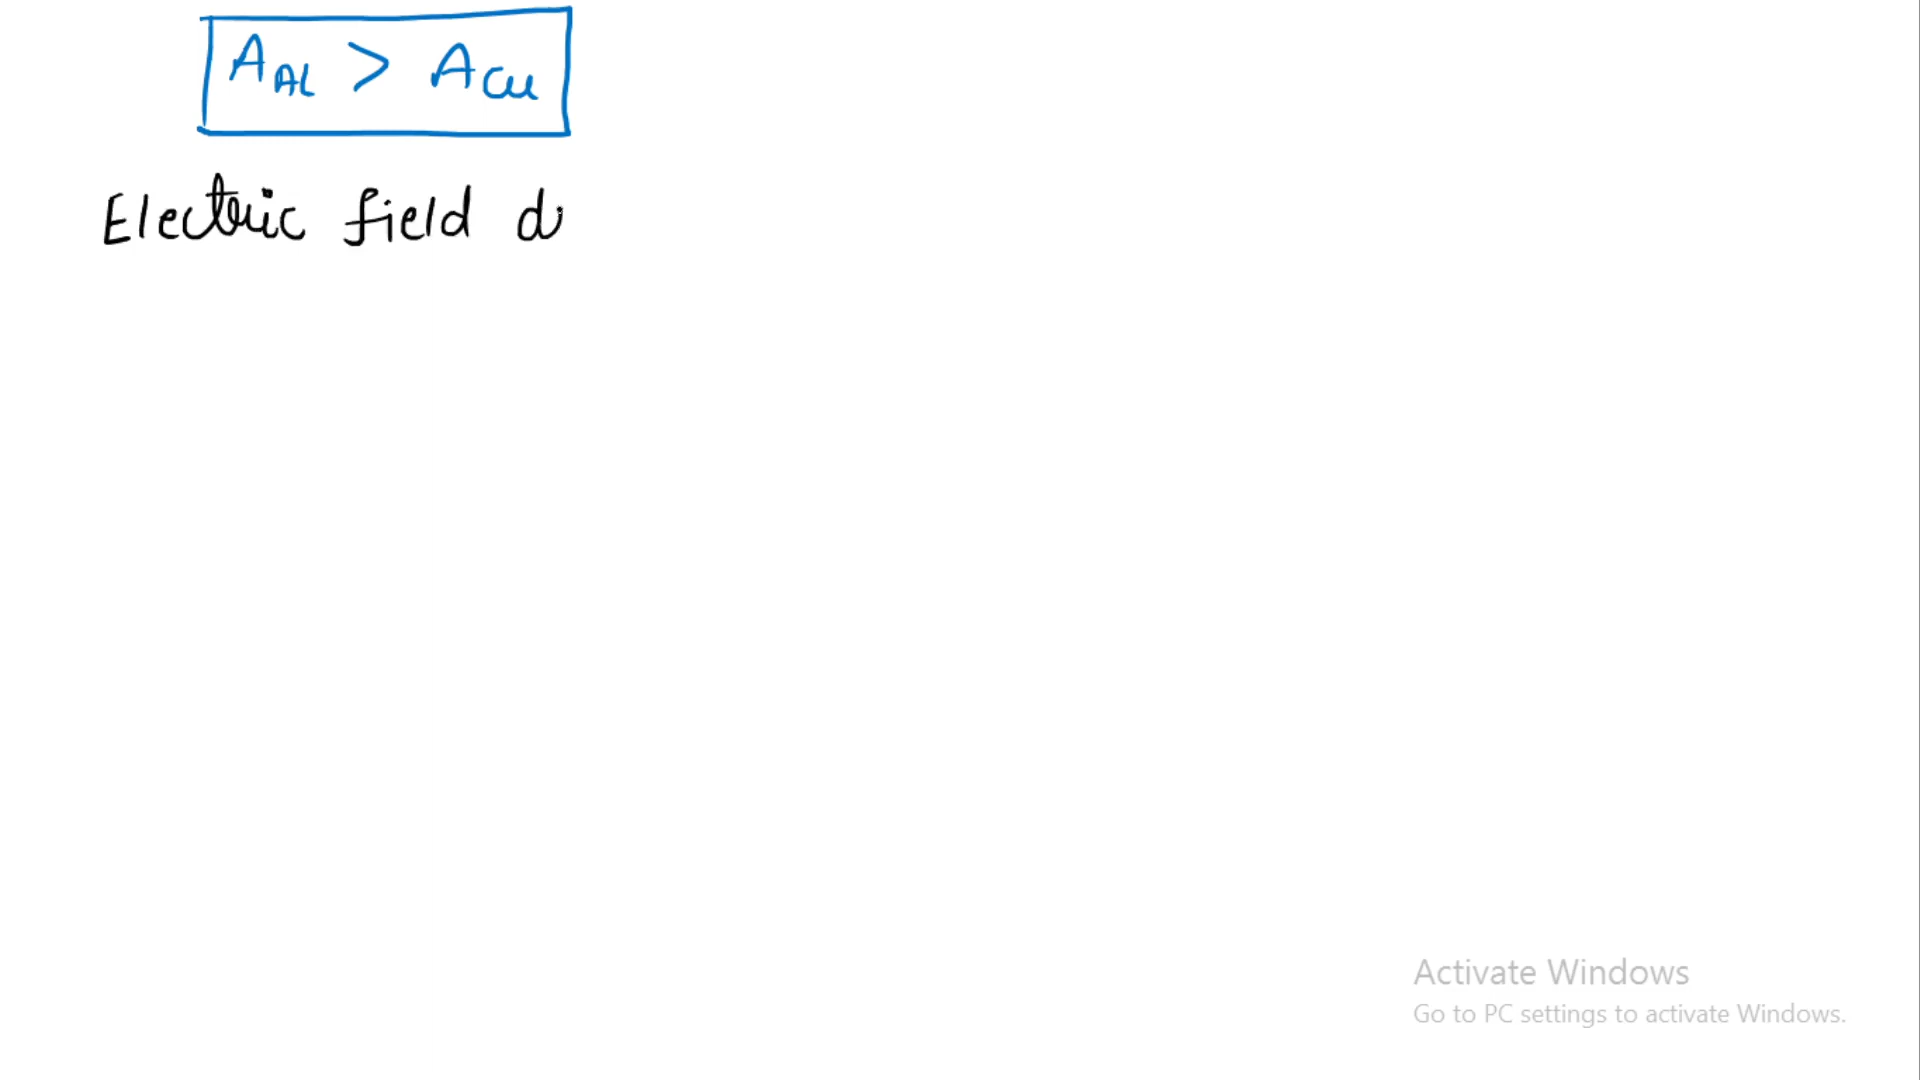 A_AL > A_Cu
Electric field d
Activate Windows
Go to PC settings to activate Windows.